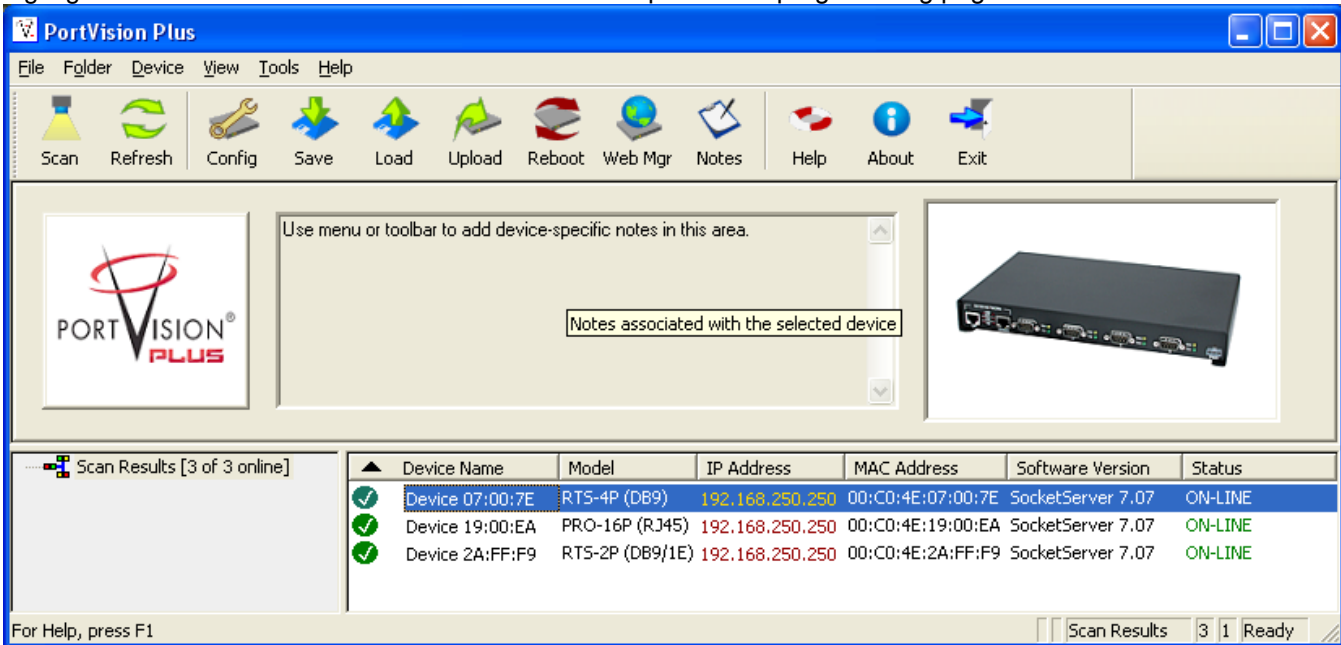 PortVision Plus
File Folder Device View Tools Help
Scan Refresh Config Save Load Upload Reboot Web Mgr Notes Help About Exit
Use menu or toolbar to add device-specific notes in this area.
PORTVISION®
PLUS
Notes associated with the selected device
Scan Results [3 of 3 online]
Device Name Model IP Address MAC Address Software Version Status
Device 07:00:7E RTS-4P (DB9) 192.168.250.250 00:C0:4E:07:00:7E SocketServer 7.07 ON-LINE
Device 19:00:EA PRO-16P (RJ45) 192.168.250.250 00:C0:4E:19:00:EA SocketServer 7.07 ON-LINE
Device 2A:FF:F9 RTS-2P (DB9/1E) 192.168.250.250 00:C0:4E:2A:FF:F9 SocketServer 7.07 ON-LINE
For Help, press F1 Scan Results 3 1 Ready